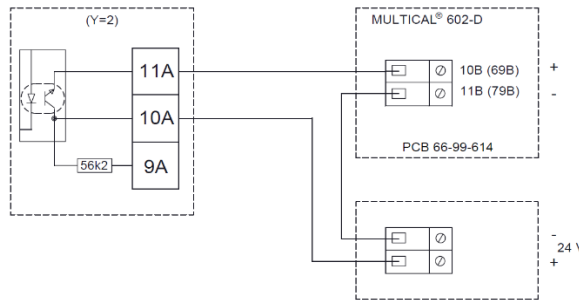 (Y=2)
11A
10A
9A
56k2
MULTICAL® 602-D
10B (69B) +
11B (79B) -
PCB 66-99-614
-
24 V
+